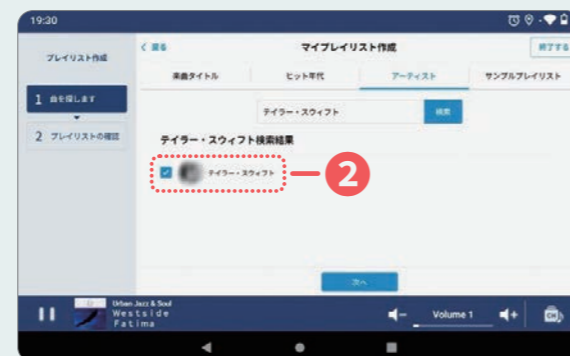 19:30
プレイリスト作成
1 曲を探します
2 プレイリストの確認
く 戻る
マイプレイリスト作成
終了する
楽曲タイトル
ヒット年代
アーティスト
サンプルプレイリスト
テイラー・スウィフト
検索
テイラー・スウィフト検索結果
テイラー・スウィフト
2
次へ
Urban Jazz & Soul
Westside
Fatima
Volume 1
CH